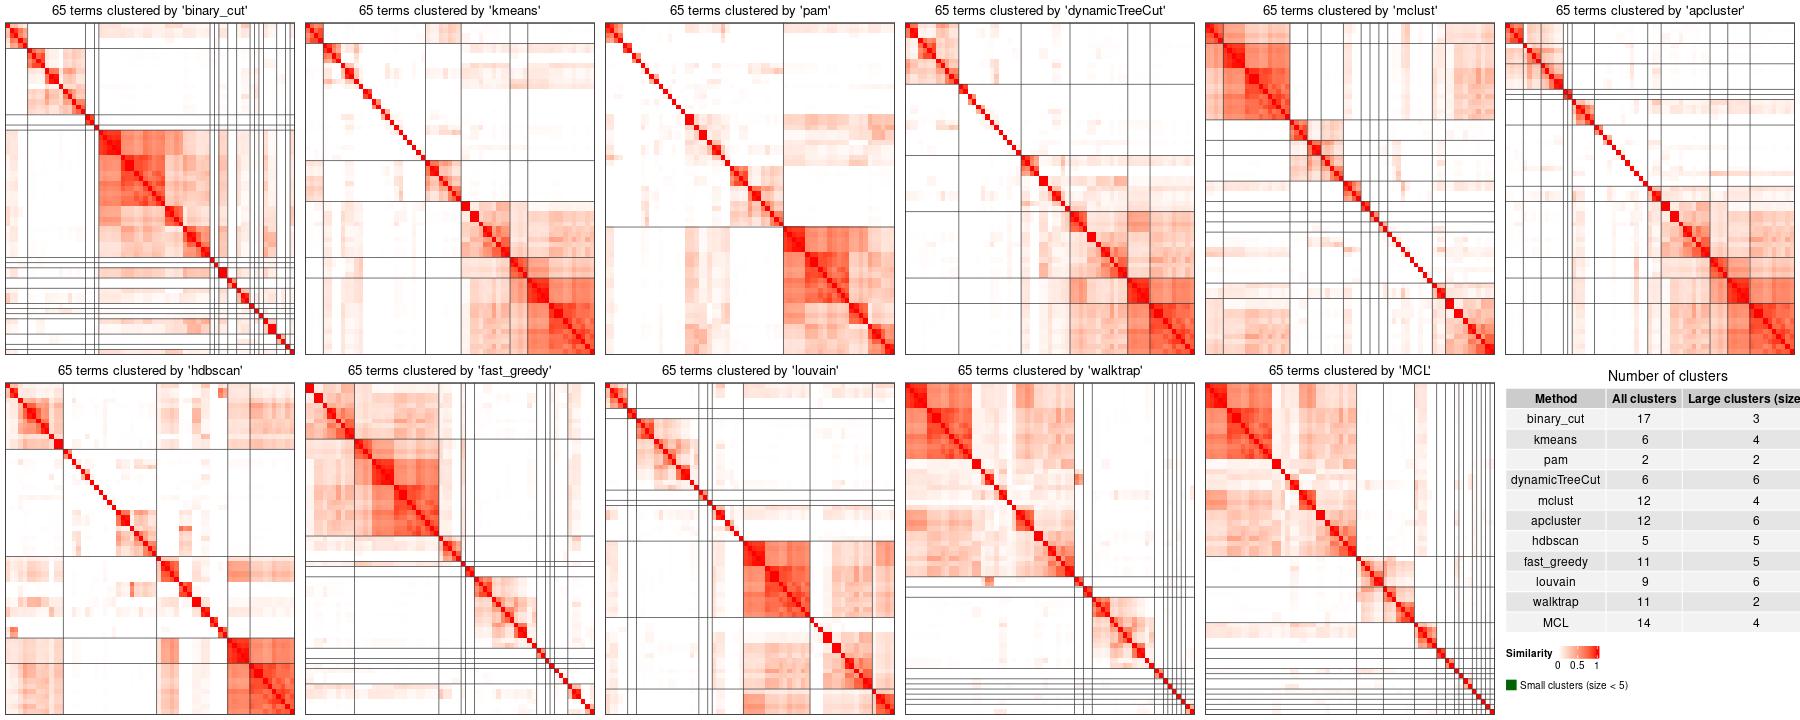 65 terms clustered by 'binary_cut'
65 terms clustered by 'kmeans'
65 terms clustered by 'pam'
65 terms clustered by 'dynamicTreeCut'
65 terms clustered by 'mclust'
65 terms clustered by 'apcluster'
65 terms clustered by 'hdbscan'
65 terms clustered by 'fast_greedy'
65 terms clustered by 'louvain'
65 terms clustered by 'walktrap'
65 terms clustered by 'MCL'
Number of clusters
Method All clusters Large clusters (size
binary_cut 17 3
kmeans 6 4
pam 2 2
dynamicTreeCut 6 6
mclust 12 4
apcluster 12 6
hdbscan 5 5
fast_greedy 11 5
louvain 9 6
walktrap 11 2
MCL 14 4
Similarity
0 0.5 1
Small clusters (size < 5)